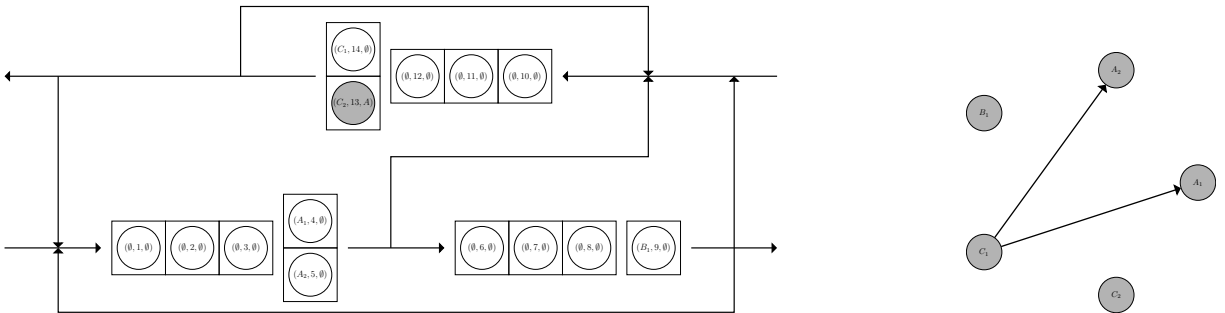 (C₁, 14, ∅)
(∅, 12, ∅) (∅, 11, ∅) (∅, 10, ∅)
(C₂, 13, A)
(A₁, 4, ∅)
(∅, 1, ∅) (∅, 2, ∅) (∅, 3, ∅)
(A₂, 5, ∅)
(∅, 6, ∅) (∅, 7, ∅) (∅, 8, ∅) (B₁, 9, ∅)
A₂
B₁
A₁
C₁
C₂